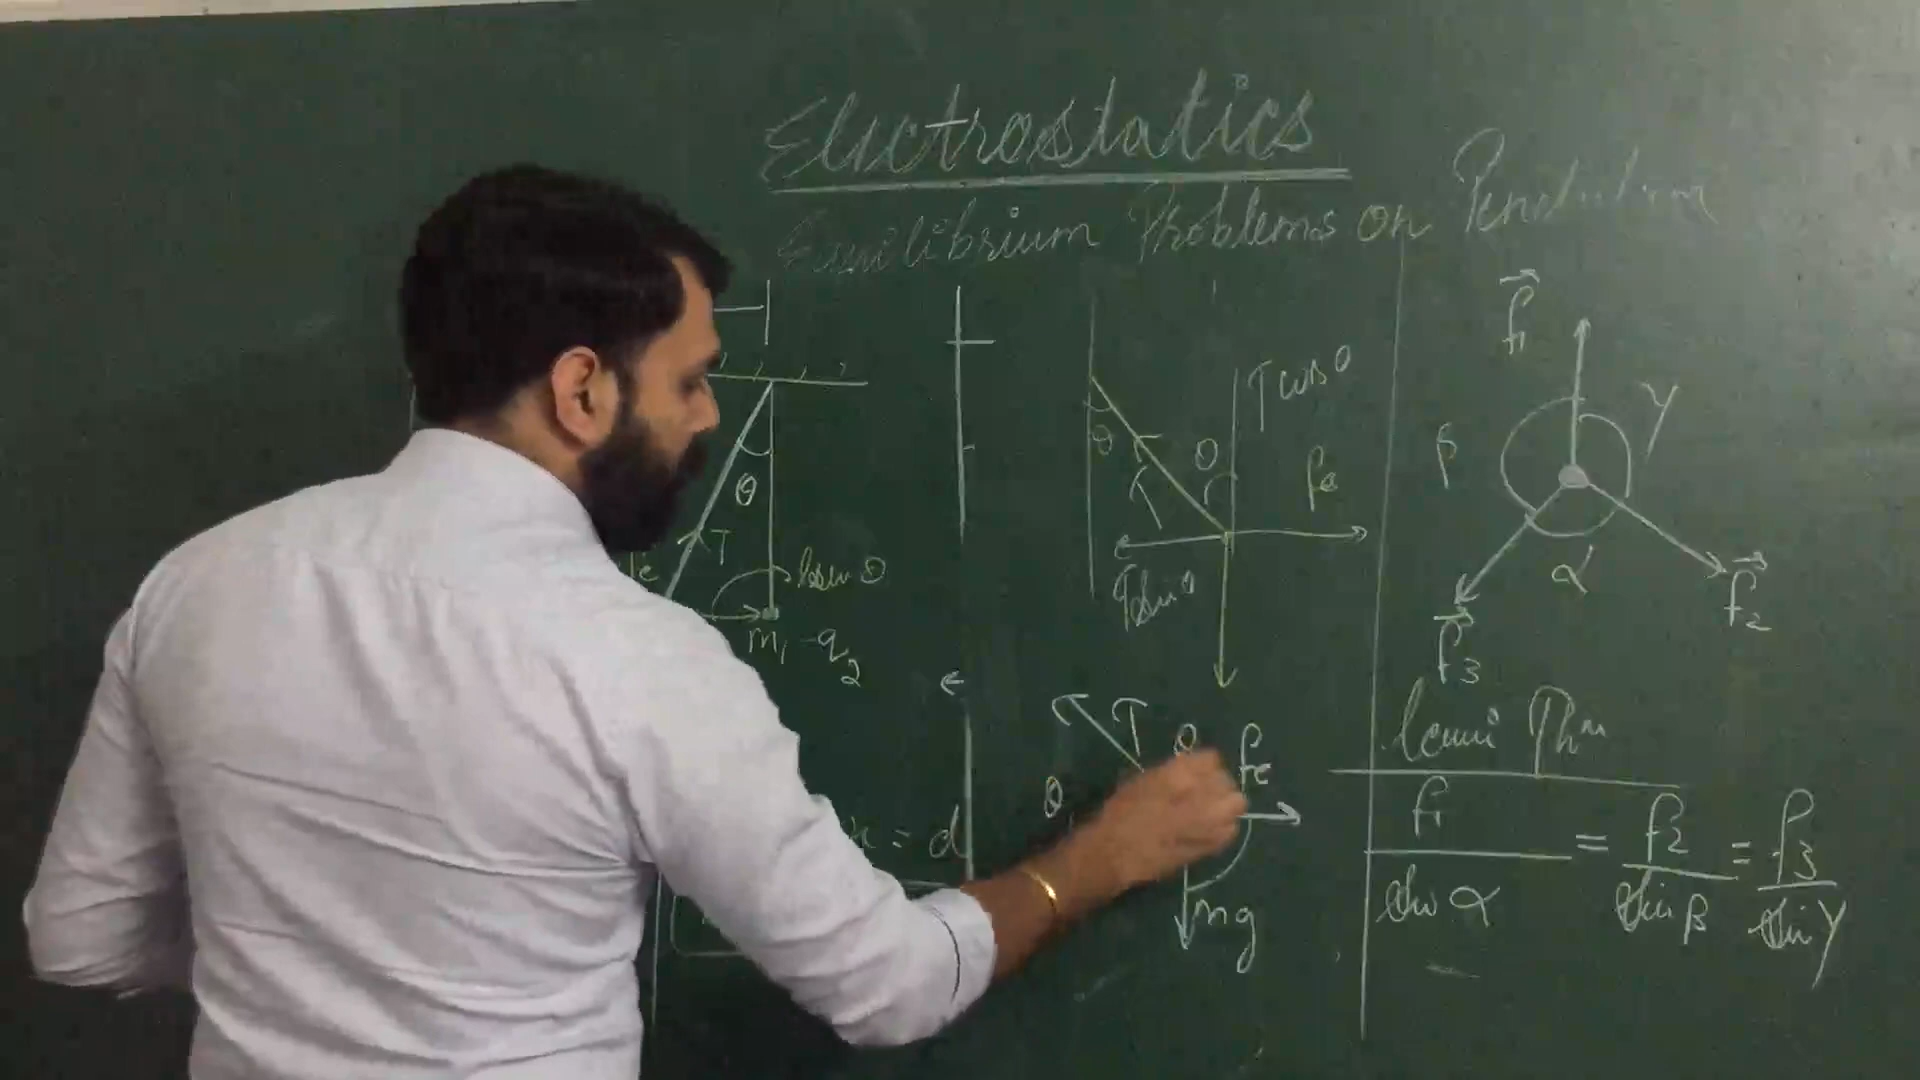 Electrostatics
Equilibrium Problems on Pendulum
θ
T
l sin θ
m, -q2
x = d
θ
θ
T
T cos θ
fe
T sin θ
T
θ
θ
fe
mg
f1
γ
β
α
f2
f3
lami Thm
f1 / sin α = f2 / sin β = f3 / sin γ